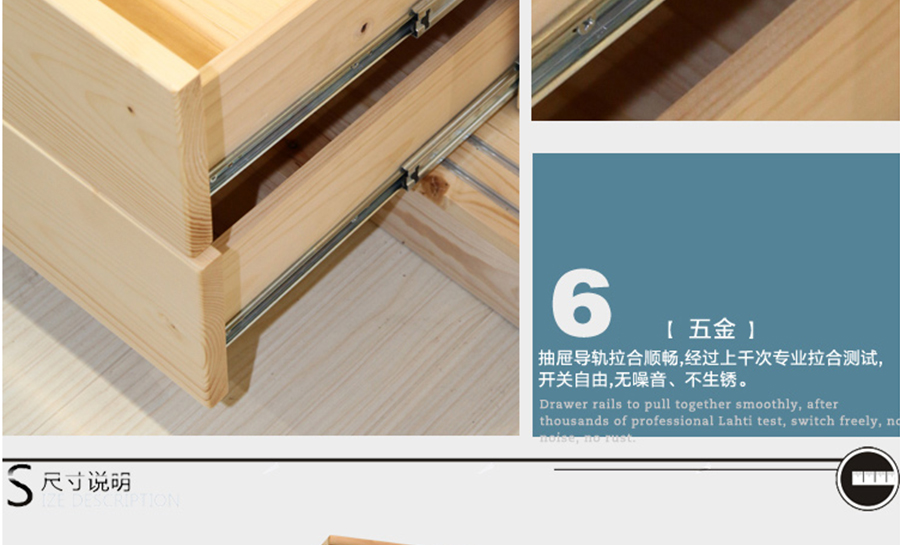 6
【 五金 】
抽屉导轨拉合顺畅,经过上千次专业拉合测试,
开关自由,无噪音、不生锈。
Drawer rails to pull together smoothly, after
thousands of professional Lahti test, switch freely, no
noise, no rust.
S 尺寸说明
IZE DESCRIPTION